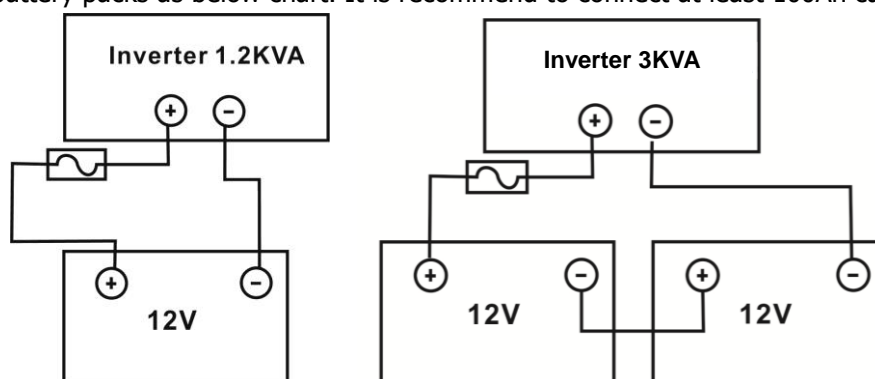 battery packs as below chart. It is recommend to connect at least 100Ah
Inverter 1.2KVA
+ −
+ −
12V
Inverter 3KVA
+ −
+ − + −
12V 12V